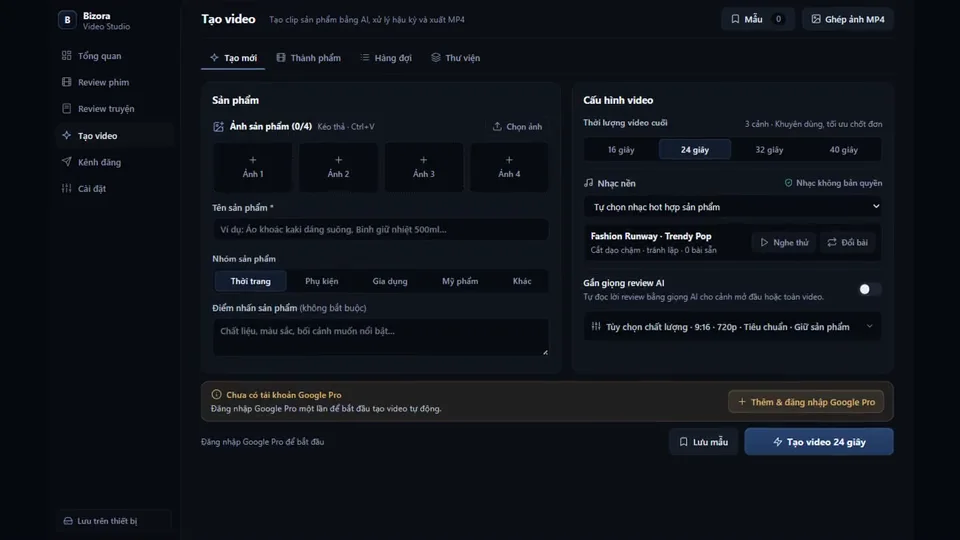 B
Bizora
Video Studio
Tổng quan
Review phim
Review truyện
Tạo video
Kênh đăng
Cài đặt
Lưu trên thiết bị
Tạo video
Tạo clip sản phẩm bằng AI, xử lý hậu kỳ và xuất MP4
Mẫu 0
Ghép ảnh MP4
Tạo mới
Thành phẩm
Hàng đợi
Thư viện
Sản phẩm
Ảnh sản phẩm (0/4) Kéo thả · Ctrl+V
Chọn ảnh
+ Ảnh 1
+ Ảnh 2
+ Ảnh 3
+ Ảnh 4
Tên sản phẩm *
Ví dụ: Áo khoác kaki dáng suông, Bình giữ nhiệt 500ml...
Nhóm sản phẩm
Thời trang
Phụ kiện
Gia dụng
Mỹ phẩm
Khác
Điểm nhấn sản phẩm (không bắt buộc)
Chất liệu, màu sắc, bối cảnh muốn nổi bật...
Cấu hình video
Thời lượng video cuối
3 cảnh · Khuyên dùng, tối ưu chốt đơn
16 giây
24 giây
32 giây
40 giây
Nhạc nền
Nhạc không bản quyền
Tự chọn nhạc hot hợp sản phẩm
Fashion Runway · Trendy Pop
Cắt dạo chậm · tránh lặp · 0 bài sẵn
Nghe thử
Đổi bài
Gắn giọng review AI
Tự đọc lời review bằng giọng AI cho cảnh mở đầu hoặc toàn video.
Tùy chọn chất lượng · 9:16 · 720p · Tiêu chuẩn · Giữ sản phẩm
Chưa có tài khoản Google Pro
Đăng nhập Google Pro một lần để bắt đầu tạo video tự động.
+ Thêm & đăng nhập Google Pro
Đăng nhập Google Pro để bắt đầu
Lưu mẫu
Tạo video 24 giây